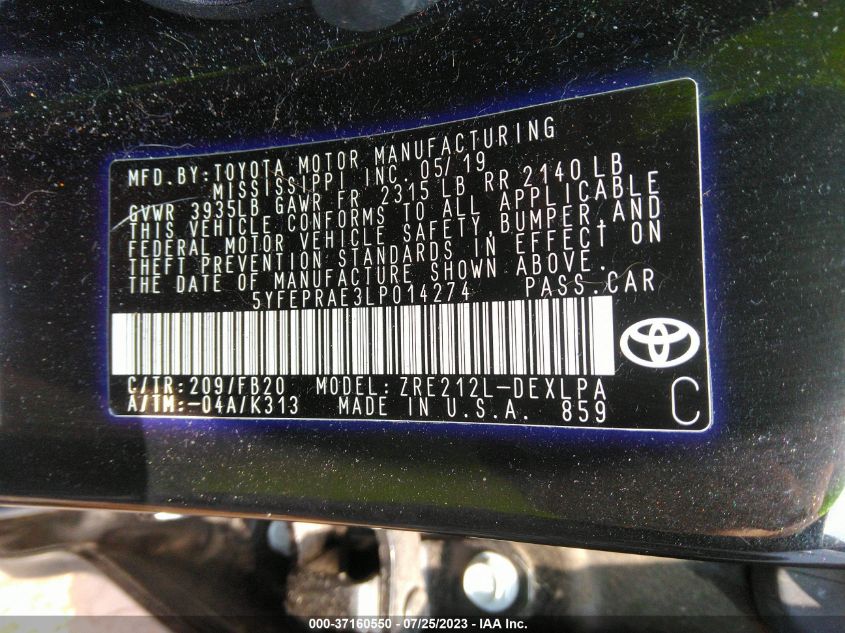 MFD.BY:TOYOTA MOTOR MANUFACTURING
MISSISSIPPI INC. 05/19
GVWR 3935LB GAWR FR 2315 LB RR 2140LB
THIS VEHICLE CONFORMS TO ALL APPLICABLE
FEDERAL MOTOR VEHICLE SAFETY,BUMPER,AND
THEFT PREVENTION STANDARDS IN EFFECT ON
THE DATE OF MANUFACTURE SHOWN ABOVE.
5YFEPRAE3LP014274 PASS.CAR
C/TR:209/FB20 MODEL:ZRE212L-DEXLPA
A/TM:-04A/K313 MADE IN U.S.A. 859
C
000-37160550 - 07/25/2023 - IAA Inc.